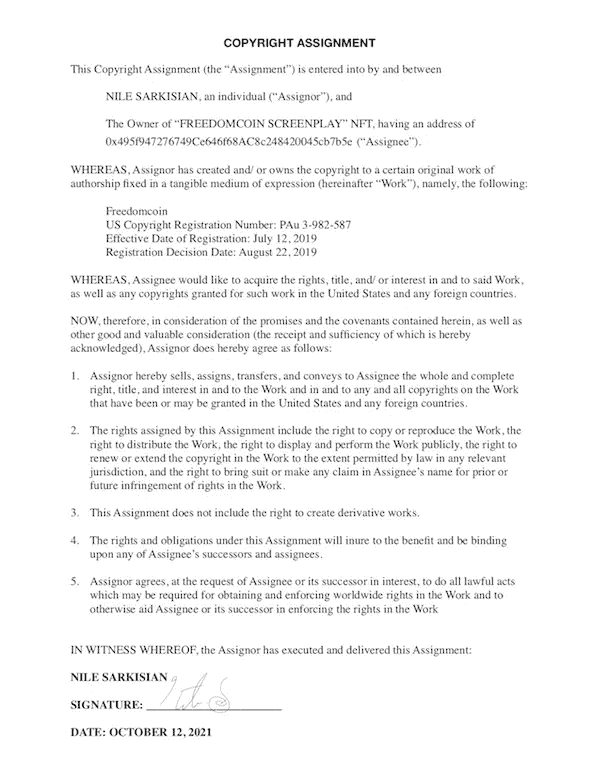 COPYRIGHT ASSIGNMENT
This Copyright Assignment (the “Assignment”) is entered into by and between
NILE SARKISIAN, an individual (“Assignor”), and
The Owner of “FREEDOMCOIN SCREENPLAY” NFT, having an address of
0x495f947276749Ce646f68AC8c248420045cb7b5e (“Assignee”).
WHEREAS, Assignor has created and/ or owns the copyright to a certain original work of
authorship fixed in a tangible medium of expression (hereinafter “Work”), namely, the following:
Freedomcoin
US Copyright Registration Number: PAu 3-982-587
Effective Date of Registration: July 12, 2019
Registration Decision Date: August 22, 2019
WHEREAS, Assignee would like to acquire the rights, title, and/ or interest in and to said Work,
as well as any copyrights granted for such work in the United States and any foreign countries.
NOW, therefore, in consideration of the promises and the covenants contained herein, as well as
other good and valuable consideration (the receipt and sufficiency of which is hereby
acknowledged), Assignor does hereby agree as follows:
1. Assignor hereby sells, assigns, transfers, and conveys to Assignee the whole and complete
right, title, and interest in and to the Work and in and to any and all copyrights on the Work
that have been or may be granted in the United States and any foreign countries.
2. The rights assigned by this Assignment include the right to copy or reproduce the Work, the
right to distribute the Work, the right to display and perform the Work publicly, the right to
renew or extend the copyright in the Work to the extent permitted by law in any relevant
jurisdiction, and the right to bring suit or make any claim in Assignee’s name for prior or
future infringement of rights in the Work.
3. This Assignment does not include the right to create derivative works.
4. The rights and obligations under this Assignment will inure to the benefit and be binding
upon any of Assignee’s successors and assignees.
5. Assignor agrees, at the request of Assignee or its successor in interest, to do all lawful acts
which may be required for obtaining and enforcing worldwide rights in the Work and to
otherwise aid Assignee or its successor in enforcing the rights in the Work
IN WITNESS WHEREOF, the Assignor has executed and delivered this Assignment:
NILE SARKISIAN
SIGNATURE:
DATE: OCTOBER 12, 2021